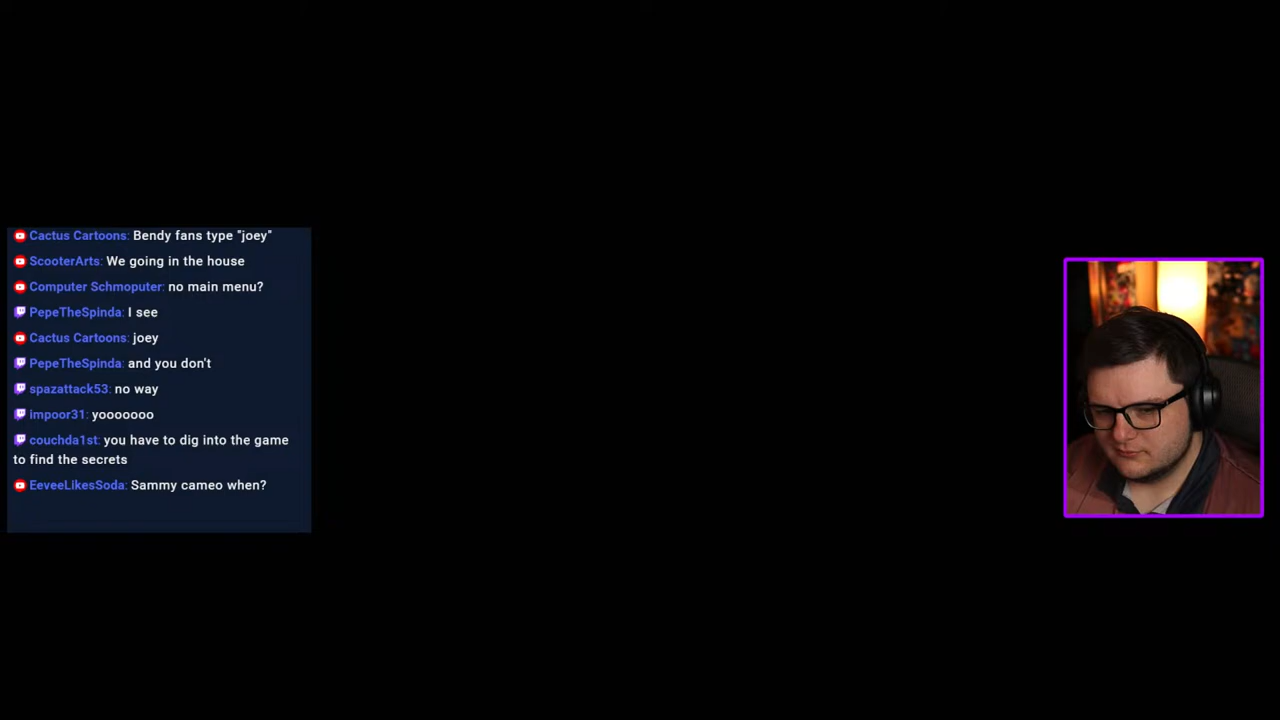 Cactus Cartoons: Bendy fans type "joey"
ScooterArts: We going in the house
Computer Schmoputer: no main menu?
PepeTheSpinda: I see
Cactus Cartoons: joey
PepeTheSpinda: and you don't
spazattack53: no way
impoor31: yooooooo
couchda1st: you have to dig into the game
to find the secrets
EeveeLikesSoda: Sammy cameo when?